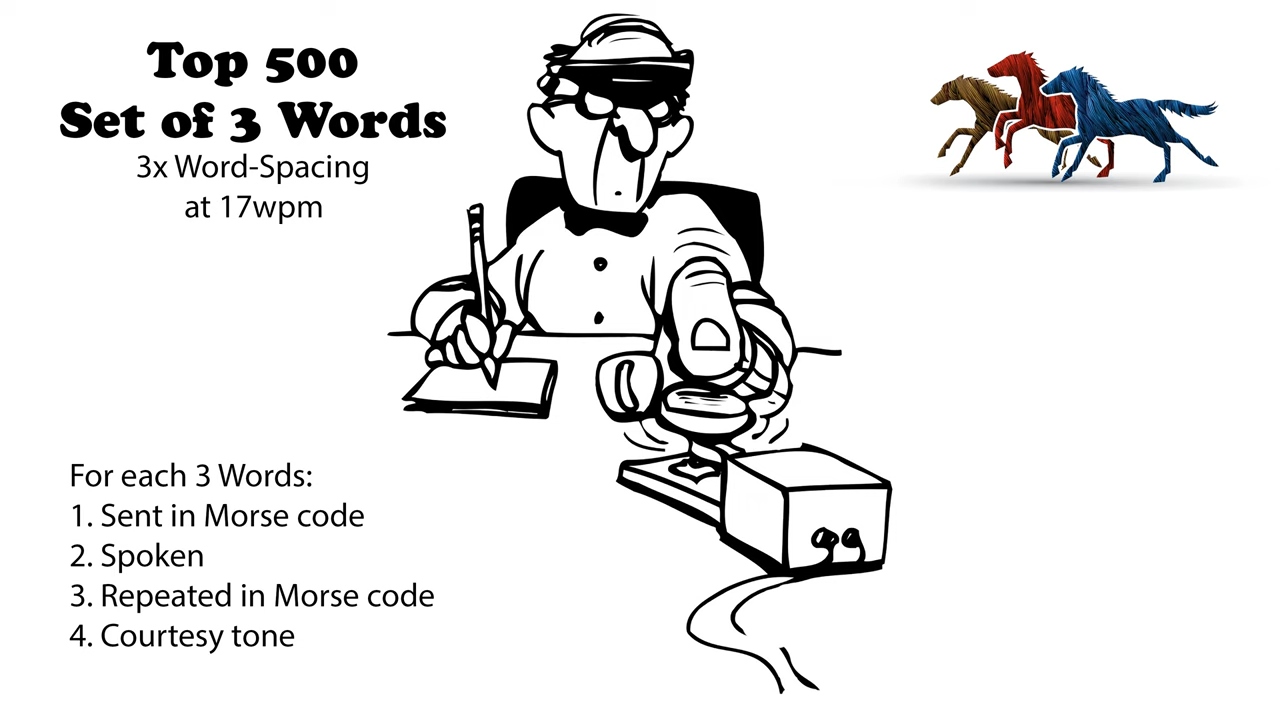 Top 500
Set of 3 Words
3x Word-Spacing
at 17wpm
For each 3 Words:
1. Sent in Morse code
2. Spoken
3. Repeated in Morse code
4. Courtesy tone